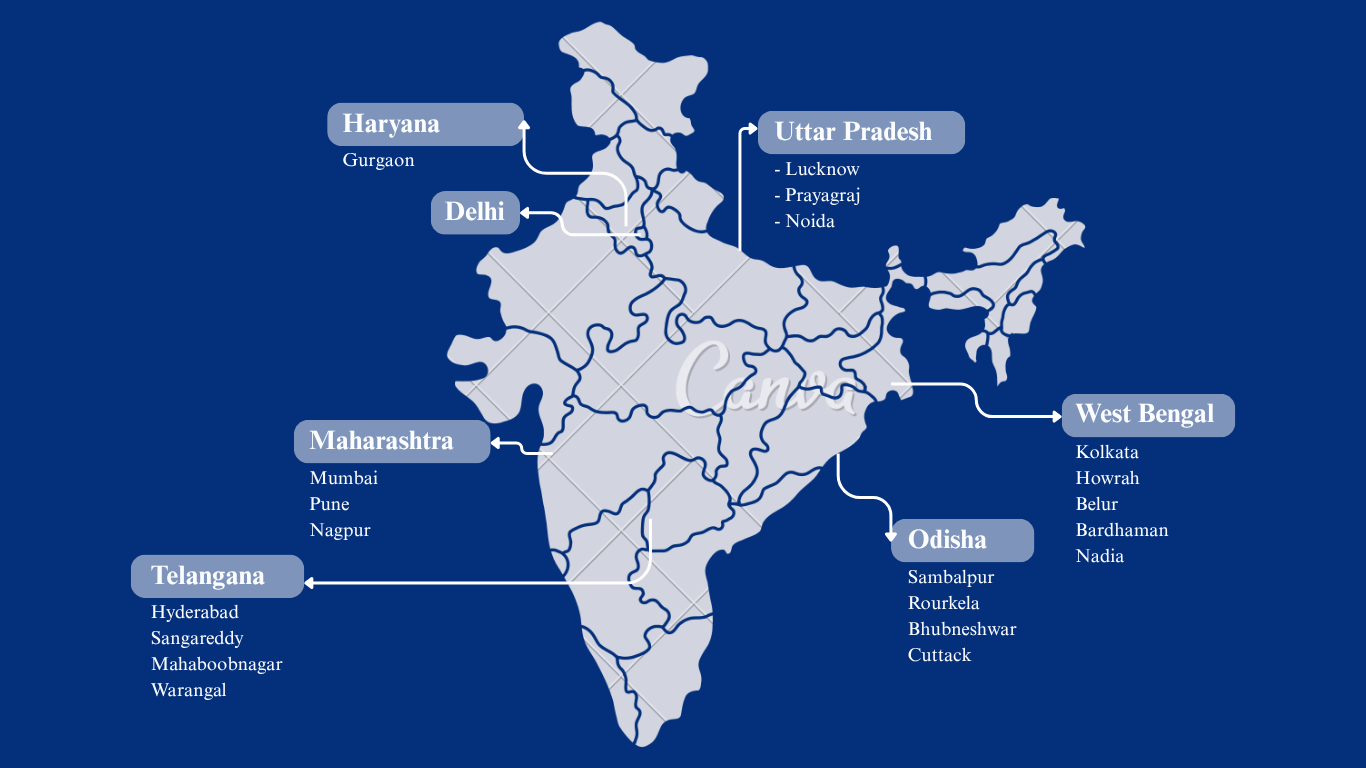 Haryana
Gurgaon
Delhi
Uttar Pradesh
- Lucknow
- Prayagraj
- Noida
Canva
Maharashtra
Mumbai
Pune
Nagpur
West Bengal
Kolkata
Howrah
Belur
Bardhaman
Nadia
Telangana
Hyderabad
Sangareddy
Mahaboobnagar
Warangal
Odisha
Sambalpur
Rourkela
Bhubneshwar
Cuttack